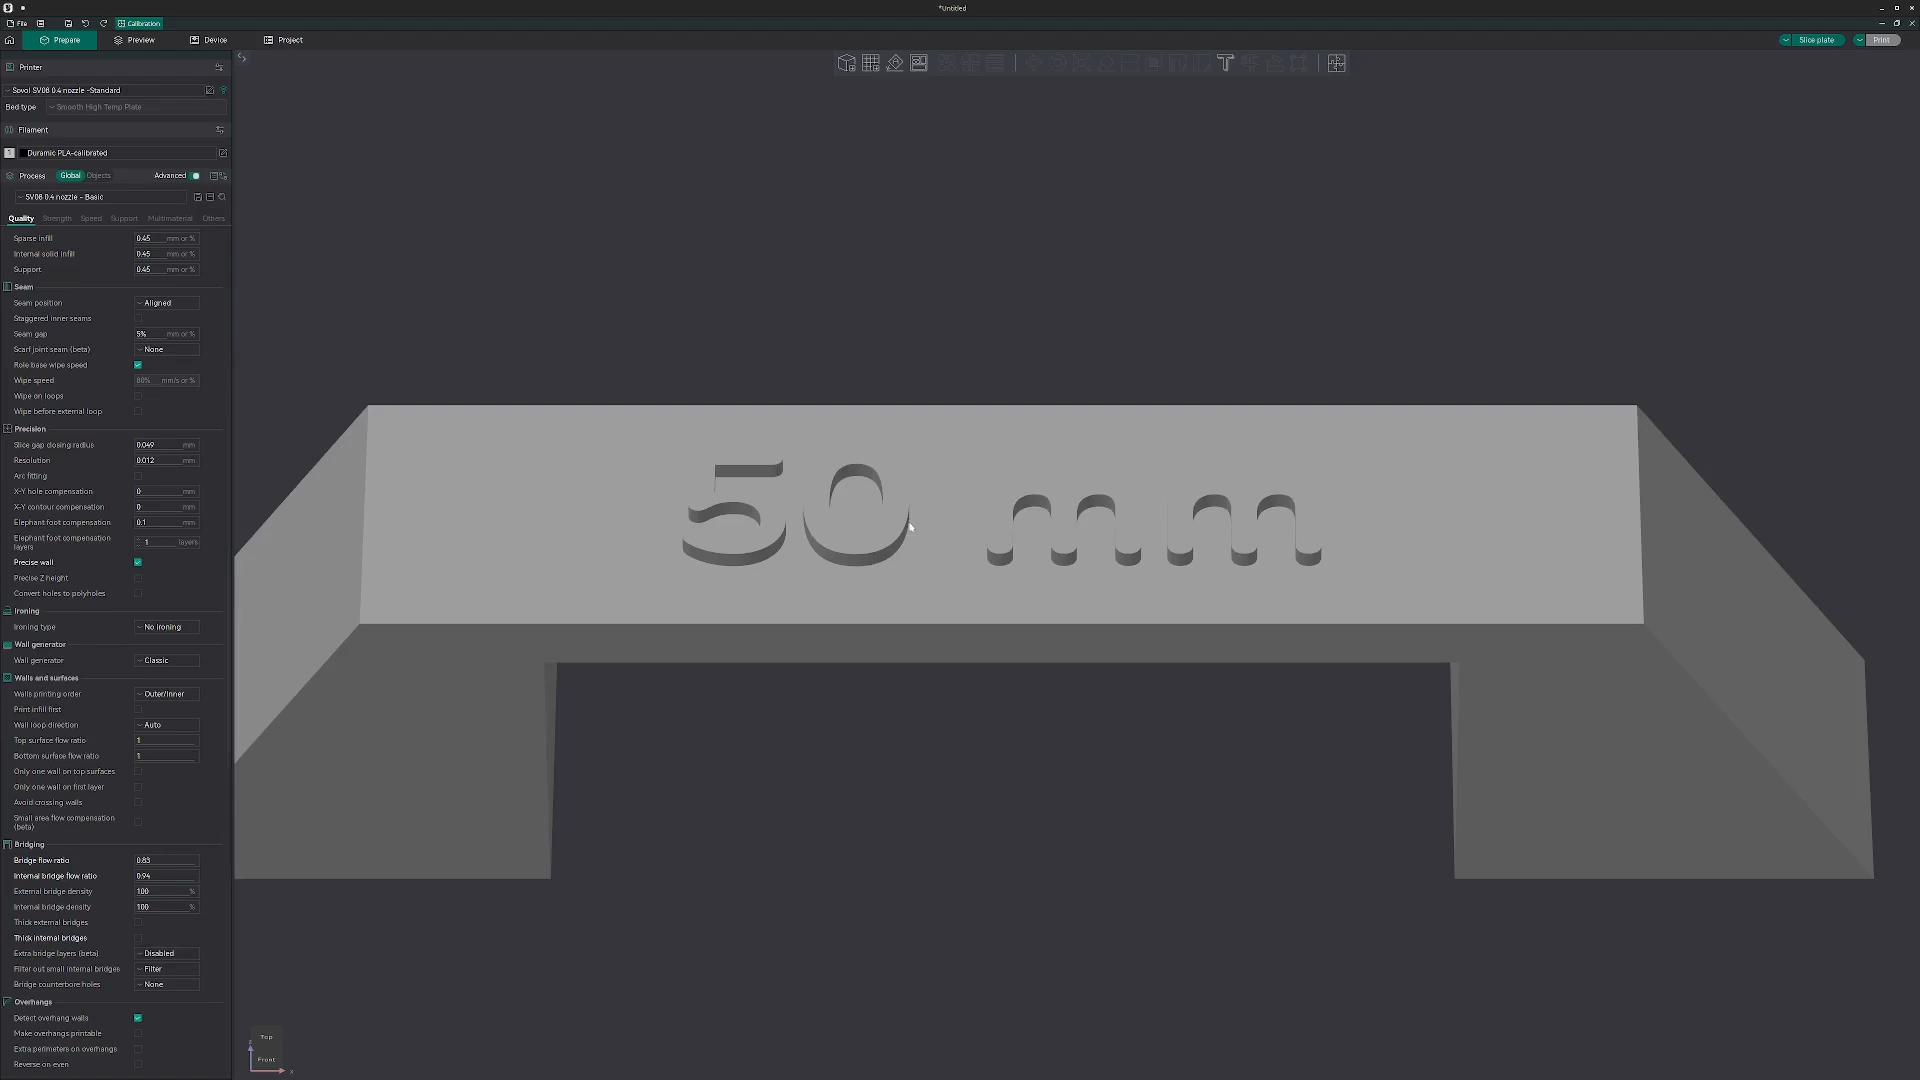 *Untitled
File
Calibration
Prepare
Preview
Device
Project
Slice plate
Print
Printer
Sovol SV08 0.4 nozzle -Standard
Bed type
Smooth High Temp Plate
Filament
1
Duramic PLA-calibrated
Process
Global
Objects
Advanced
SV08 0.4 nozzle - Basic
Quality
Strength
Speed
Support
Multimaterial
Others
Sparse infill 0.45 mm or %
Internal solid infill 0.45 mm or %
Support 0.45 mm or %
Seam
Seam position Aligned
Staggered inner seams
Seam gap 5% mm or %
Scarf joint seam (beta) None
Role base wipe speed
Wipe speed 80% mm/s or %
Wipe on loops
Wipe before external loop
Precision
Slice gap closing radius 0.049 mm
Resolution 0.012 mm
Arc fitting
X-Y hole compensation 0 mm
X-Y contour compensation 0 mm
Elephant foot compensation 0.1 mm
Elephant foot compensation
layers 1 layers
Precise wall
Precise Z height
Convert holes to polyholes
Ironing
Ironing type No ironing
Wall generator
Wall generator Classic
Walls and surfaces
Walls printing order Outer/Inner
Print infill first
Wall loop direction Auto
Top surface flow ratio 1
Bottom surface flow ratio 1
Only one wall on top surfaces
Only one wall on first layer
Avoid crossing walls
Small area flow compensation
(beta)
Bridging
Bridge flow ratio 0.83
Internal bridge flow ratio 0.94
External bridge density 100 %
Internal bridge density 100 %
Thick external bridges
Thick internal bridges
Extra bridge layers (beta) Disabled
Filter out small internal bridges Filter
Bridge counterbore holes None
Overhangs
Detect overhang walls
Make overhangs printable
Extra perimeters on overhangs
Reverse on even
50 mm
Top
Front
z
x